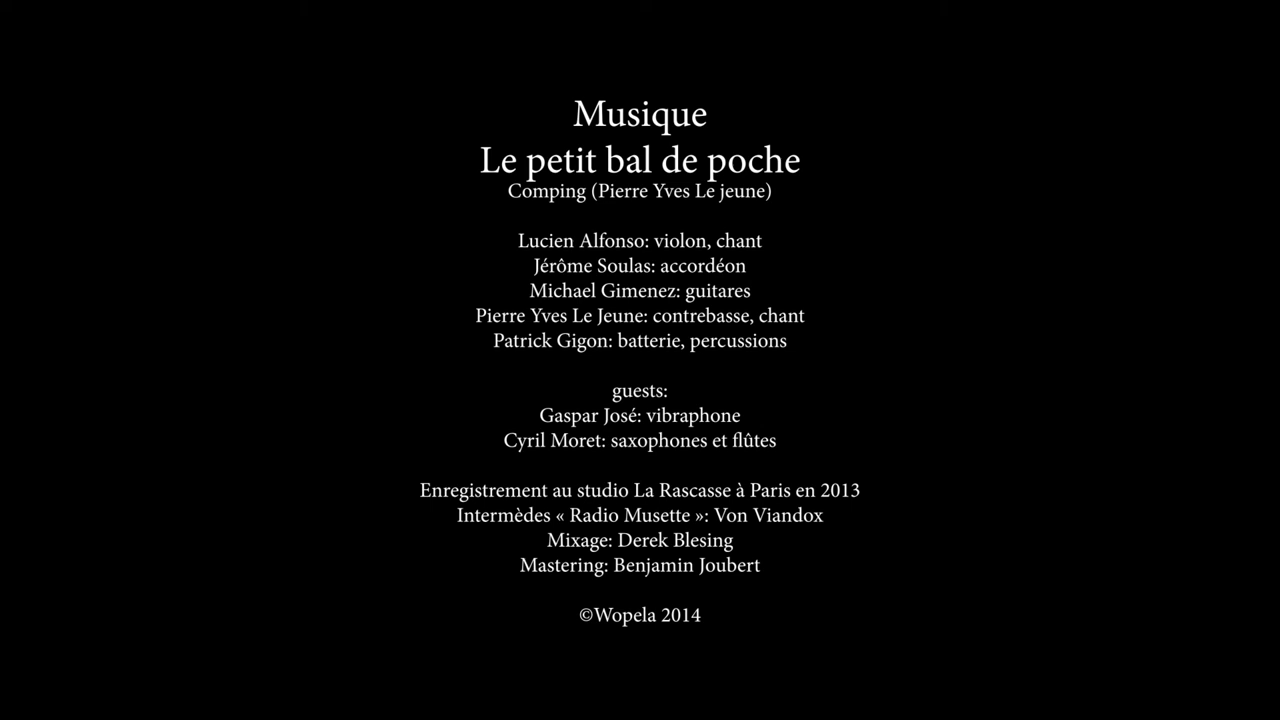 Musique
Le petit bal de poche
Comping (Pierre Yves Le jeune)
Lucien Alfonso: violon, chant
Jérôme Soulas: accordéon
Michael Gimenez: guitares
Pierre Yves Le Jeune: contrebasse, chant
Patrick Gigon: batterie, percussions
guests:
Gaspar José: vibraphone
Cyril Moret: saxophones et flûtes
Enregistrement au studio La Rascasse à Paris en 2013
Intermèdes « Radio Musette »: Von Viandox
Mixage: Derek Blesing
Mastering: Benjamin Joubert
©Wopela 2014